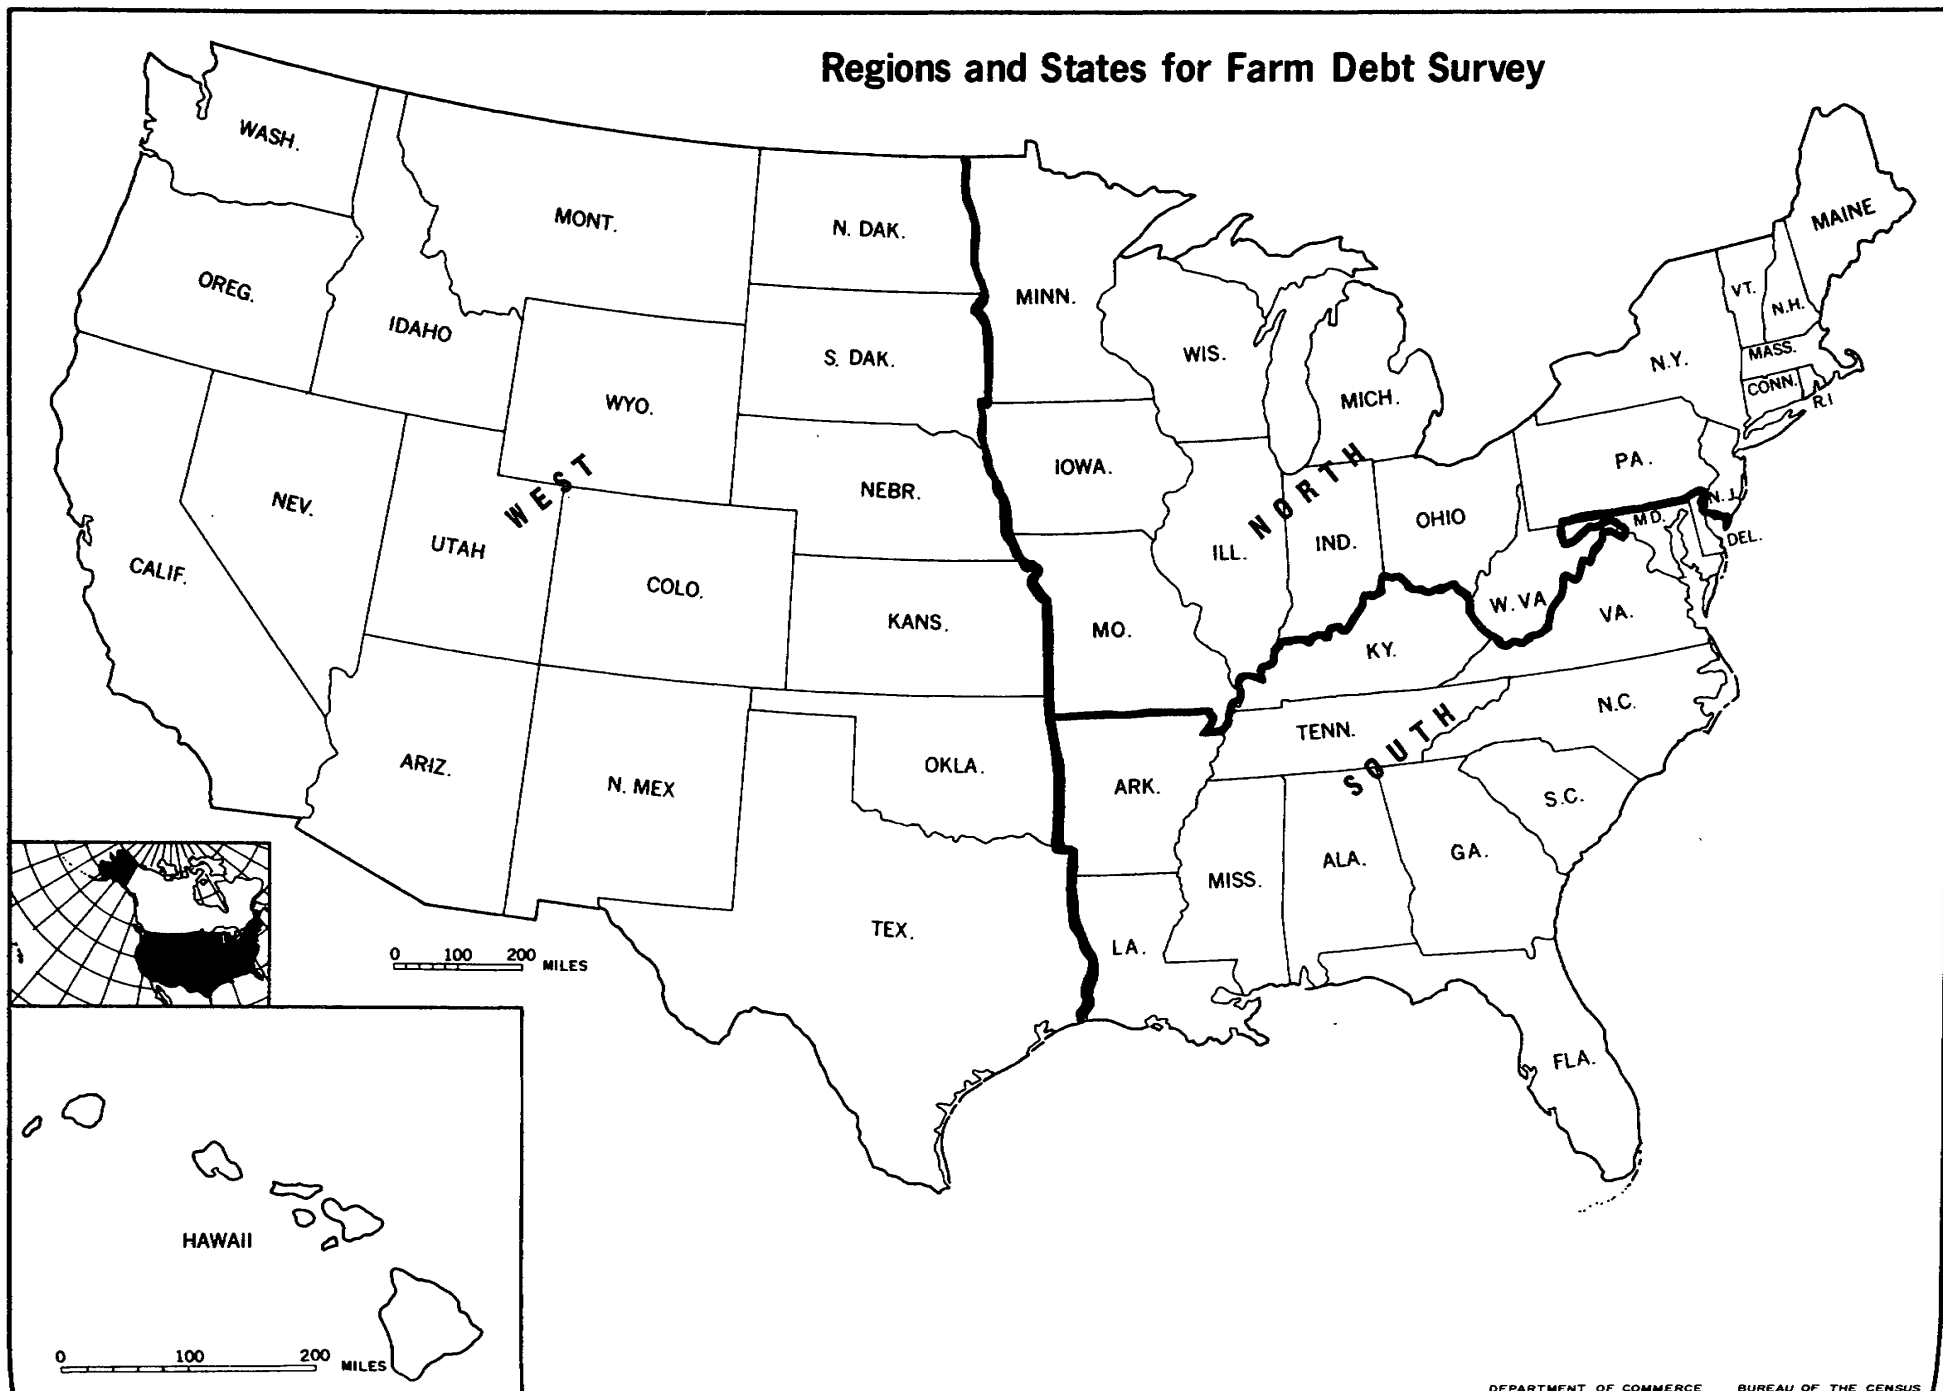 Regions and States for Farm Debt Survey
WASH.
MONT.
N. DAK.
MINN.
MAINE
OREG.
IDAHO
S. DAK.
WIS.
VT.
N.H.
WYO.
MICH.
N.Y.
MASS.
CONN.
R.I
NEV.
WEST
NEBR.
IOWA.
NORTH
PA.
N.J.
UTAH
ILL.
IND.
OHIO
MD.
DEL.
CALIF.
COLO.
KANS.
MO.
KY.
W. VA
VA.
ARIZ.
N. MEX
OKLA.
ARK.
TENN.
SOUTH
N.C.
S.C.
TEX.
LA.
MISS.
ALA.
GA.
FLA.
0 100 200 MILES
HAWAII
0 100 200 MILES
DEPARTMENT OF COMMERCE BUREAU OF THE CENSUS